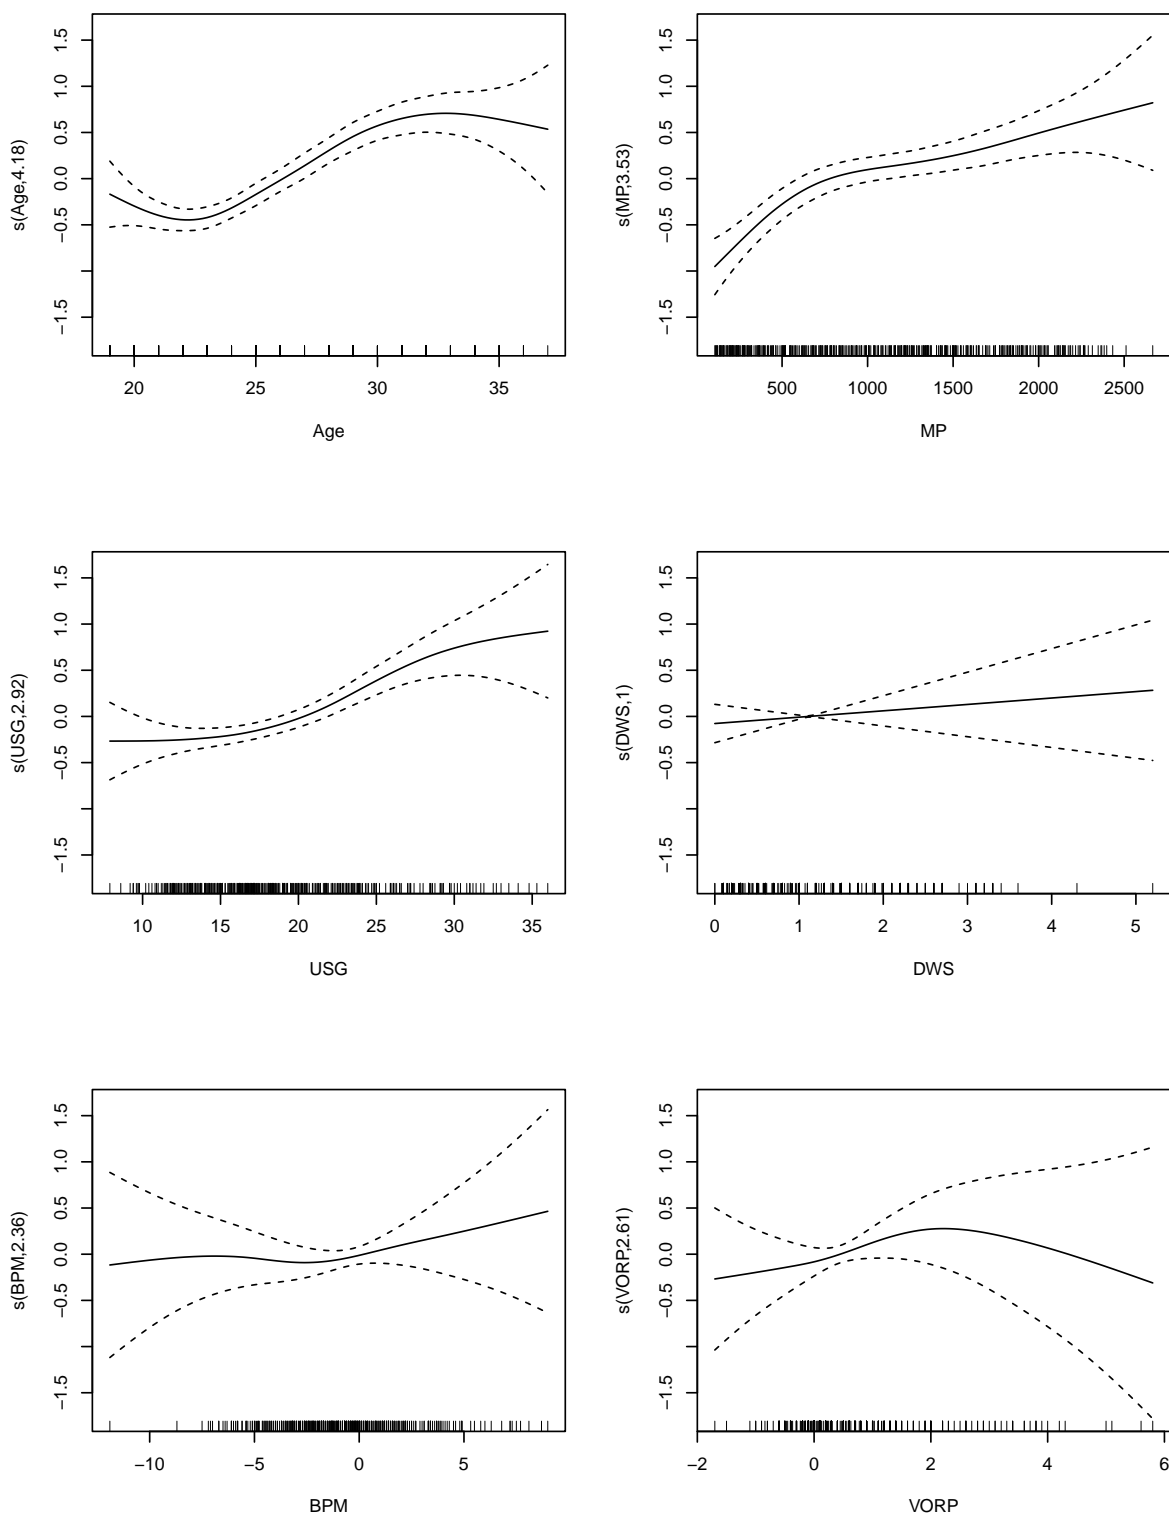 s(Age,4.18)
−1.5 −0.5 0.0 0.5 1.0 1.5
20 25 30 35
Age
s(MP,3.53)
−1.5 −0.5 0.0 0.5 1.0 1.5
500 1000 1500 2000 2500
MP
s(USG,2.92)
−1.5 −0.5 0.0 0.5 1.0 1.5
10 15 20 25 30 35
USG
s(DWS,1)
−1.5 −0.5 0.0 0.5 1.0 1.5
0 1 2 3 4 5
DWS
s(BPM,2.36)
−1.5 −0.5 0.0 0.5 1.0 1.5
−10 −5 0 5
BPM
s(VORP,2.61)
−1.5 −0.5 0.0 0.5 1.0 1.5
−2 0 2 4 6
VORP